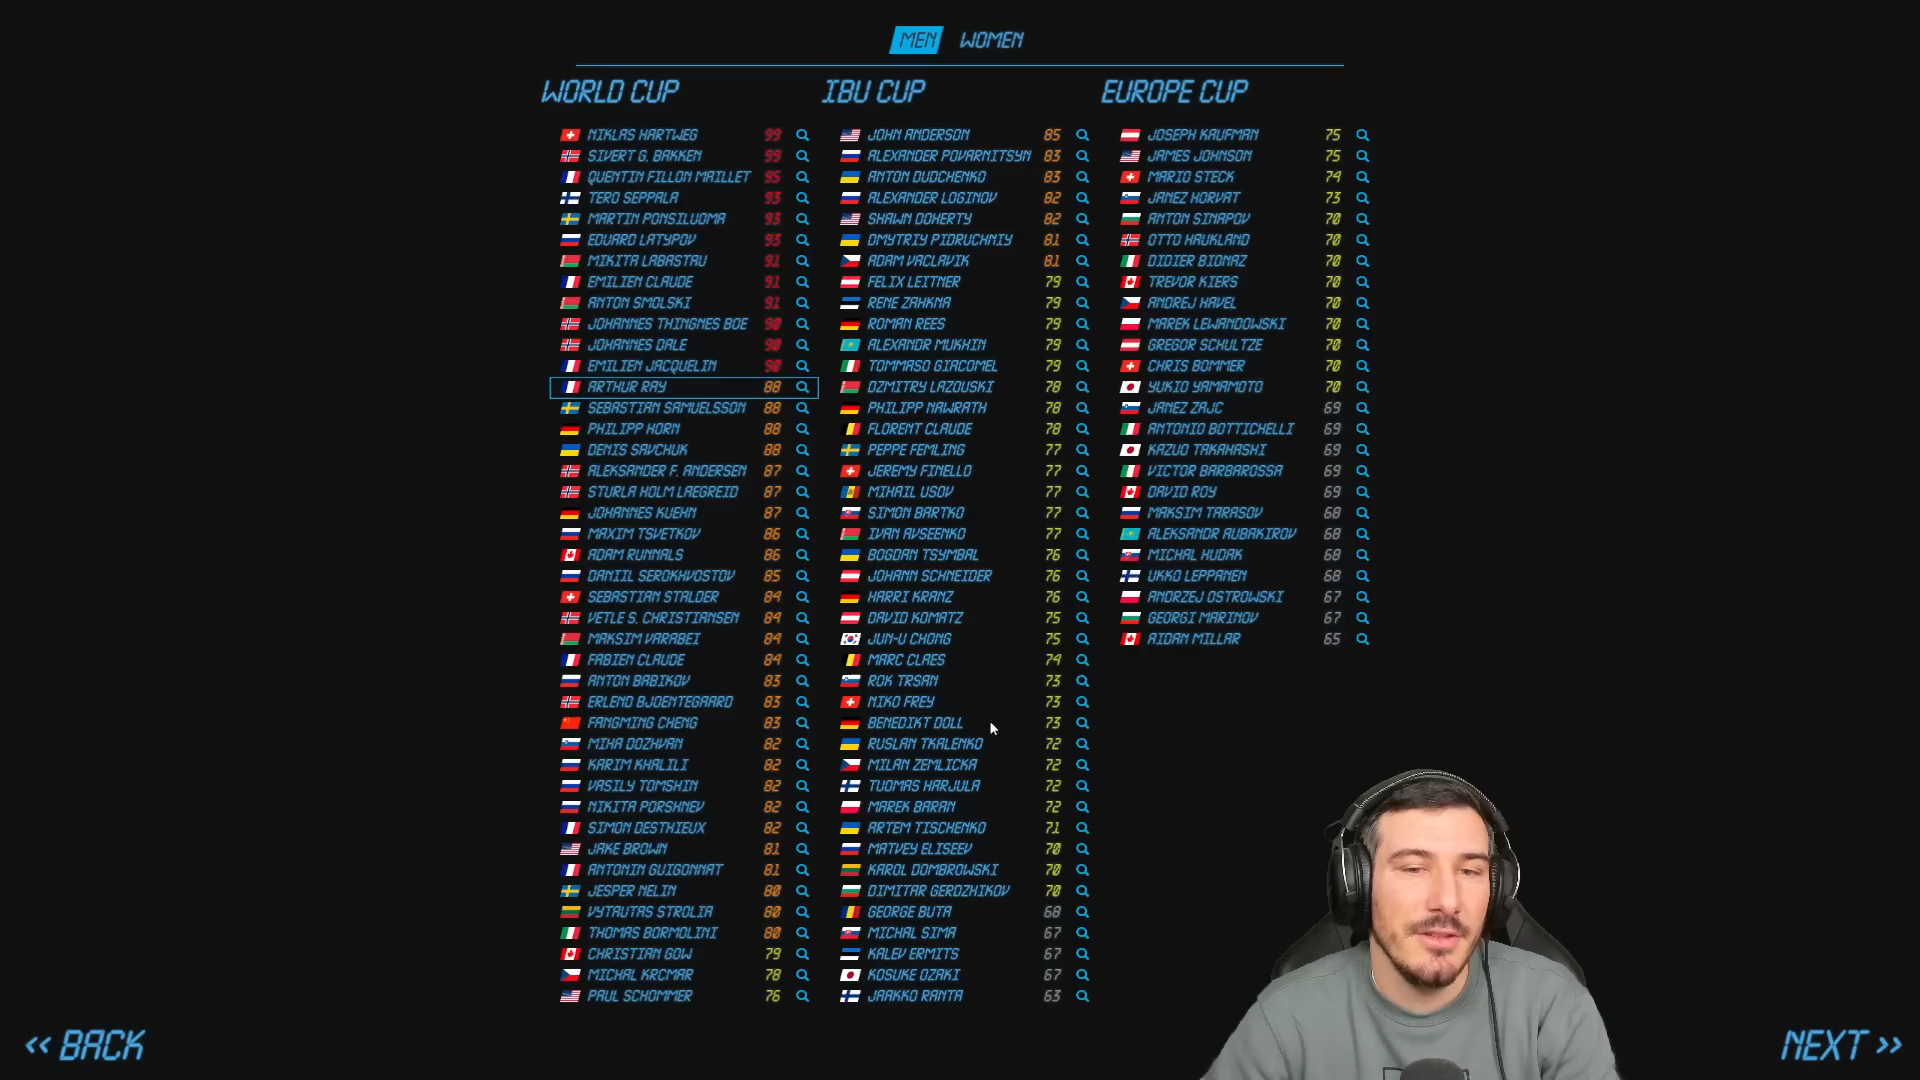 MEN WOMEN
WORLD CUP
NIKLAS HARTWEG 99
SIVERT G. BAKKEN 99
QUENTIN FILLON MAILLET 95
TERO SEPPALA 93
MARTIN PONSILUOMA 93
EDUARD LATYPOV 93
MIKITA LABASTAU 91
EMILIEN CLAUDE 91
ANTON SMOLSKI 91
JOHANNES THINGNES BOE 90
JOHANNES DALE 90
EMILIEN JACQUELIN 90
ARTHUR RAY 88
SEBASTIAN SAMUELSSON 88
PHILIPP HORN 88
DENIS SAVCHUK 88
ALEKSANDER F. ANDERSEN 87
STURLA HOLM LAEGREID 87
JOHANNES KUEHN 87
MAXIM TSVETKOV 86
ADAM RUNNALS 86
DANIIL SEROKHVOSTOV 85
SEBASTIAN STALDER 84
VETLE S. CHRISTIANSEN 84
MAKSIM VARABEI 84
FABIEN CLAUDE 84
ANTON BABIKOV 83
ERLEND BJOENTEGAARD 83
FANGMING CHENG 83
MIHA DOZHVAN 82
KARIM KHALILI 82
VASILY TOMSHIN 82
NIKITA PORSHNEV 82
SIMON DESTHIEUX 82
JAKE BROWN 81
ANTONIN GUIGONNAT 81
JESPER NELIN 80
VYTAUTAS STROLIA 80
THOMAS BORMOLINI 80
CHRISTIAN GOW 79
MICHAL KRCMAR 78
PAUL SCHOMMER 76
IBU CUP
JOHN ANDERSON 85
ALEXANDER POVARNITSYN 83
ANTON DUDCHENKO 83
ALEXANDER LOGINOV 82
SHAWN DOHERTY 82
DMYTRIY PIDRUCHNIY 81
ADAM VACLAVIK 81
FELIX LEITNER 79
RENE ZAHKNA 79
ROMAN REES 79
ALEXANDR MUKHIN 79
TOMMASO GIACOMEL 79
DZMITRY LAZOUSKI 78
PHILIPP NAWRATH 78
FLORENT CLAUDE 78
PEPPE FEMLING 77
JEREMY FINELLO 77
MIHAIL USOV 77
SIMON BARTKO 77
IVAN AVSEENKO 77
BOGDAN TSYMBAL 76
JOHANN SCHNEIDER 76
HARRI KRANZ 76
DAVID KOMATZ 75
JUN-U CHONG 75
MARC CLAES 74
ROK TRSAN 73
NIKO FREY 73
BENEDIKT DOLL 73
RUSLAN TKALENKO 72
MILAN ZEMLICKA 72
TUOMAS HARJULA 72
MAREK BARAN 72
ARTEM TISCHENKO 71
MATVEY ELISEEV 70
KAROL DOMBROWSKI 70
DIMITAR GERDZHIKOV 70
GEORGE BUTA 68
MICHAL SIMA 67
KALEV ERMITS 67
KOSUKE OZAKI 67
JAAKKO RANTA 63
EUROPE CUP
JOSEPH KAUFMAN 75
JAMES JOHNSON 75
MARIO STECK 74
JANEZ HORVAT 73
ANTON SINAPOV 70
OTTO HAUKLAND 70
DIDIER BIONAZ 70
TREVOR KIERS 70
ANDREJ HAVEL 70
MAREK LEWANDOWSKI 70
GREGOR SCHULTZE 70
CHRIS BOMMER 70
YUKIO YAMAMOTO 70
JANEZ ZAJC 69
ANTONIO BOTTICHELLI 69
KAZUO TAKAHASHI 69
VICTOR BARBAROSSA 69
DAVID ROY 69
MAKSIM TARASOV 68
ALEKSANDR AUBAKIROV 68
MICHAL HUDAK 68
UKKO LEPPANEN 68
ANDRZEJ OSTROWSKI 67
GEORGI MARINOV 67
AIDAN MILLAR 65
<< BACK
NEXT >>